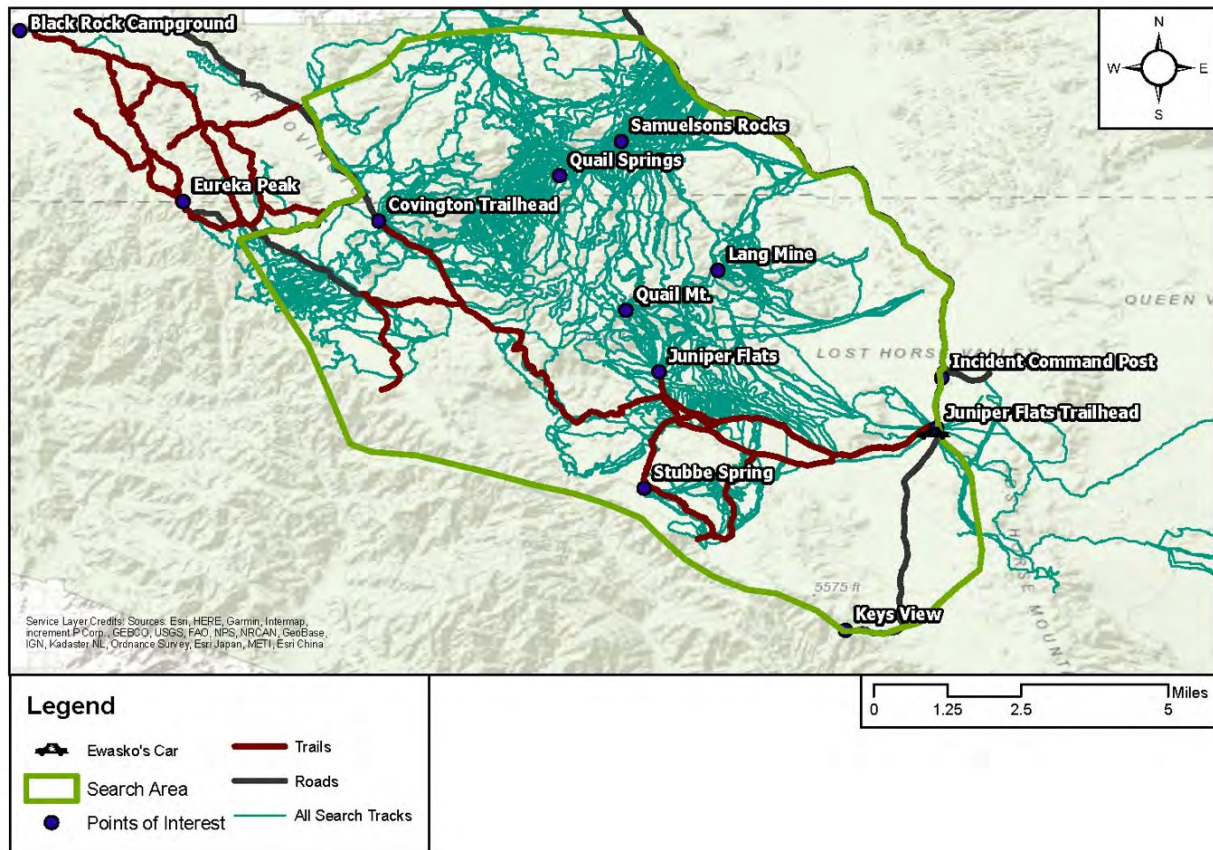 Black Rock Campground
N
W E
S
Samuelsons Rocks
Quail Springs
Eureka Peak
Covington Trailhead
Lang Mine
Quail Mt.
QUEEN V
Juniper Flats
LOST HORSE VALLEY
Incident Command Post
Juniper Flats Trailhead
Stubbe Spring
5575 ft
Keys View
HORSE MOUNT
Service Layer Credits: Sources: Esri, HERE, Garmin, Intermap,
increment P Corp., GEBCO, USGS, FAO, NPS, NRCAN, GeoBase,
IGN, Kadaster NL, Ordnance Survey, Esri Japan, METI, Esri China
Legend
Ewasko's Car
Search Area
Points of Interest
Trails
Roads
All Search Tracks
Miles
0 1.25 2.5 5